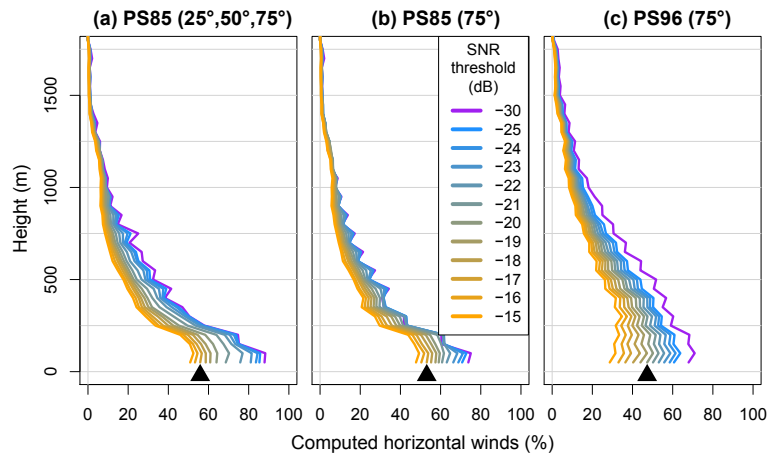 (a) PS85 (25°,50°,75°)
(b) PS85 (75°)
(c) PS96 (75°)
SNR
threshold
(dB)
−30
−25
−24
−23
−22
−21
−20
−19
−18
−17
−16
−15
Height (m)
1500
1000
500
0
0 20 40 60 80 100
0 20 40 60 80 100
0 20 40 60 80 100
Computed horizontal winds (%)